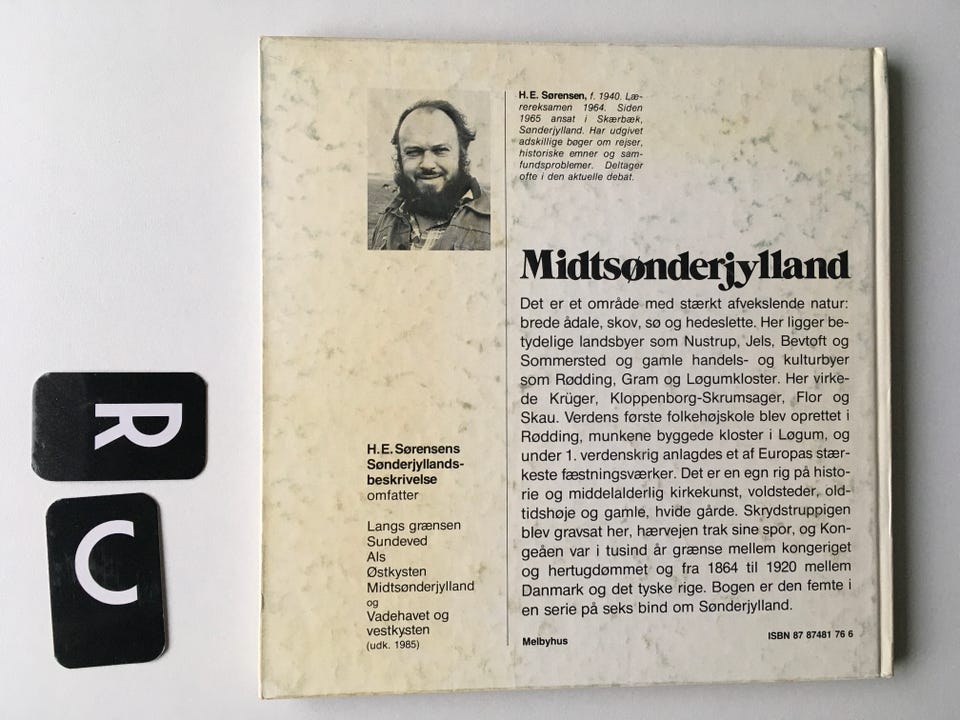 H.E. Sørensen, f. 1940. Læ-
rereksamen 1964. Siden
1965 ansat i Skærbæk,
Sønderjylland. Har udgivet
adskillige bøger om rejser,
historiske emner og sam-
fundsproblemer. Deltager
ofte i den aktuelle debat.
Midtsønderjylland
Det er et område med stærkt afvekslende natur:
brede ådale, skov, sø og hedeslette. Her ligger be-
tydelige landsbyer som Nustrup, Jels, Bevtoft og
Sommersted og gamle handels- og kulturbyer
som Rødding, Gram og Løgumkloster. Her virke-
de Krüger, Kloppenborg-Skrumsager, Flor og
Skau. Verdens første folkehøjskole blev oprettet i
Rødding, munkene byggede kloster i Løgum, og
under 1. verdenskrig anlagdes et af Europas stær-
keste fæstningsværker. Det er en egn rig på histo-
rie og middelalderlig kirkekunst, voldsteder, old-
tidshøje og gamle, hvide gårde. Skrydstruppigen
blev gravsat her, hærvejen trak sine spor, og Kon-
geåen var i tusind år grænse mellem kongeriget
og hertugdømmet og fra 1864 til 1920 mellem
Danmark og det tyske rige. Bogen er den femte i
en serie på seks bind om Sønderjylland.
H.E. Sørensens
Sønderjyllands-
beskrivelse
omfatter
Langs grænsen
Sundeved
Als
Østkysten
Midtsønderjylland
og
Vadehavet og
vestkysten
(udk. 1985)
Melbyhus
ISBN 87 87481 76 6
R
C